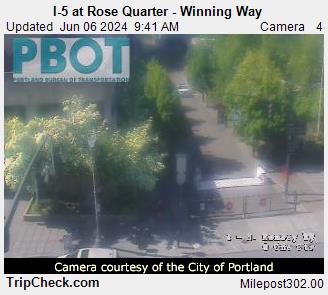 I-5 at Rose Quarter - Winning Way
Updated Jun 06 2024 9:41 AM Camera 4
PBOT
PORTLAND BUREAU OF TRANSPORTATION
Camera courtesy of the City of Portland
TripCheck.com Milepost302.00